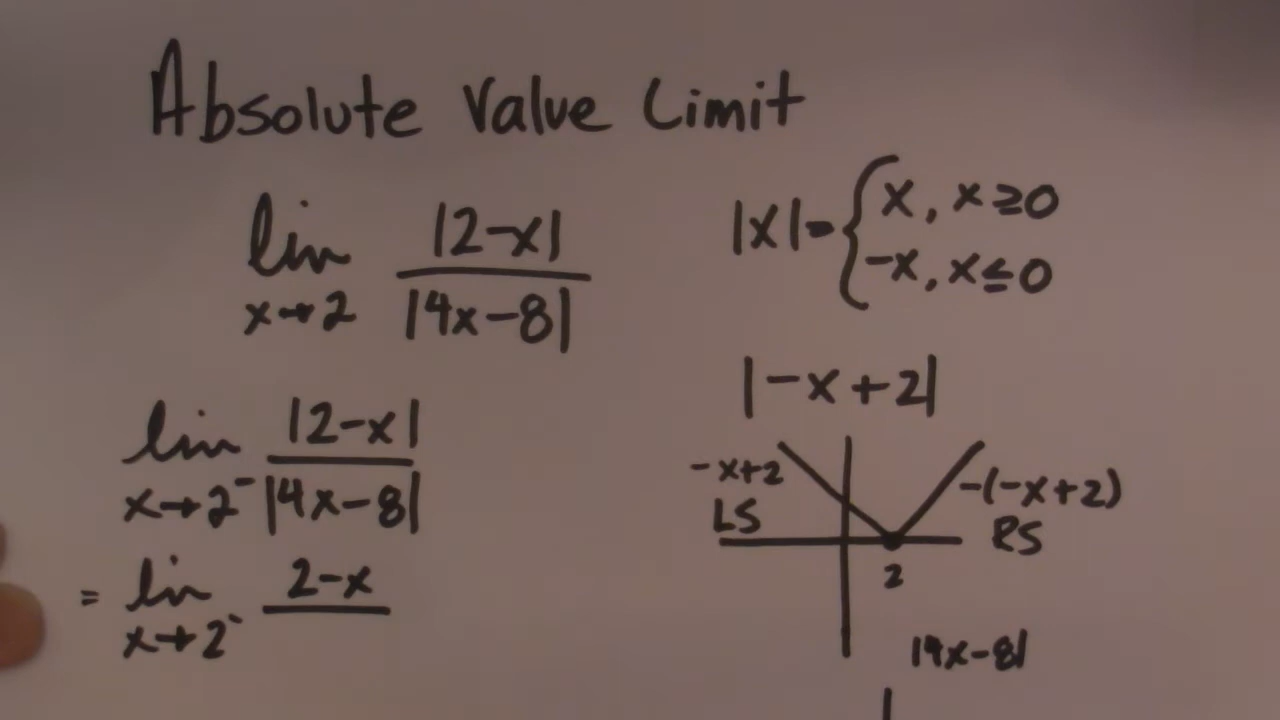 Absolute Value Limit
lim x→2 |2-x| / |4x-8|
|x| = { x, x≥0
-x, x≤0
lim x→2⁻ |2-x| / |4x-8|
= lim x→2⁻ 2-x
|-x+2|
-x+2
LS
-(-x+2)
RS
2
|4x-8|